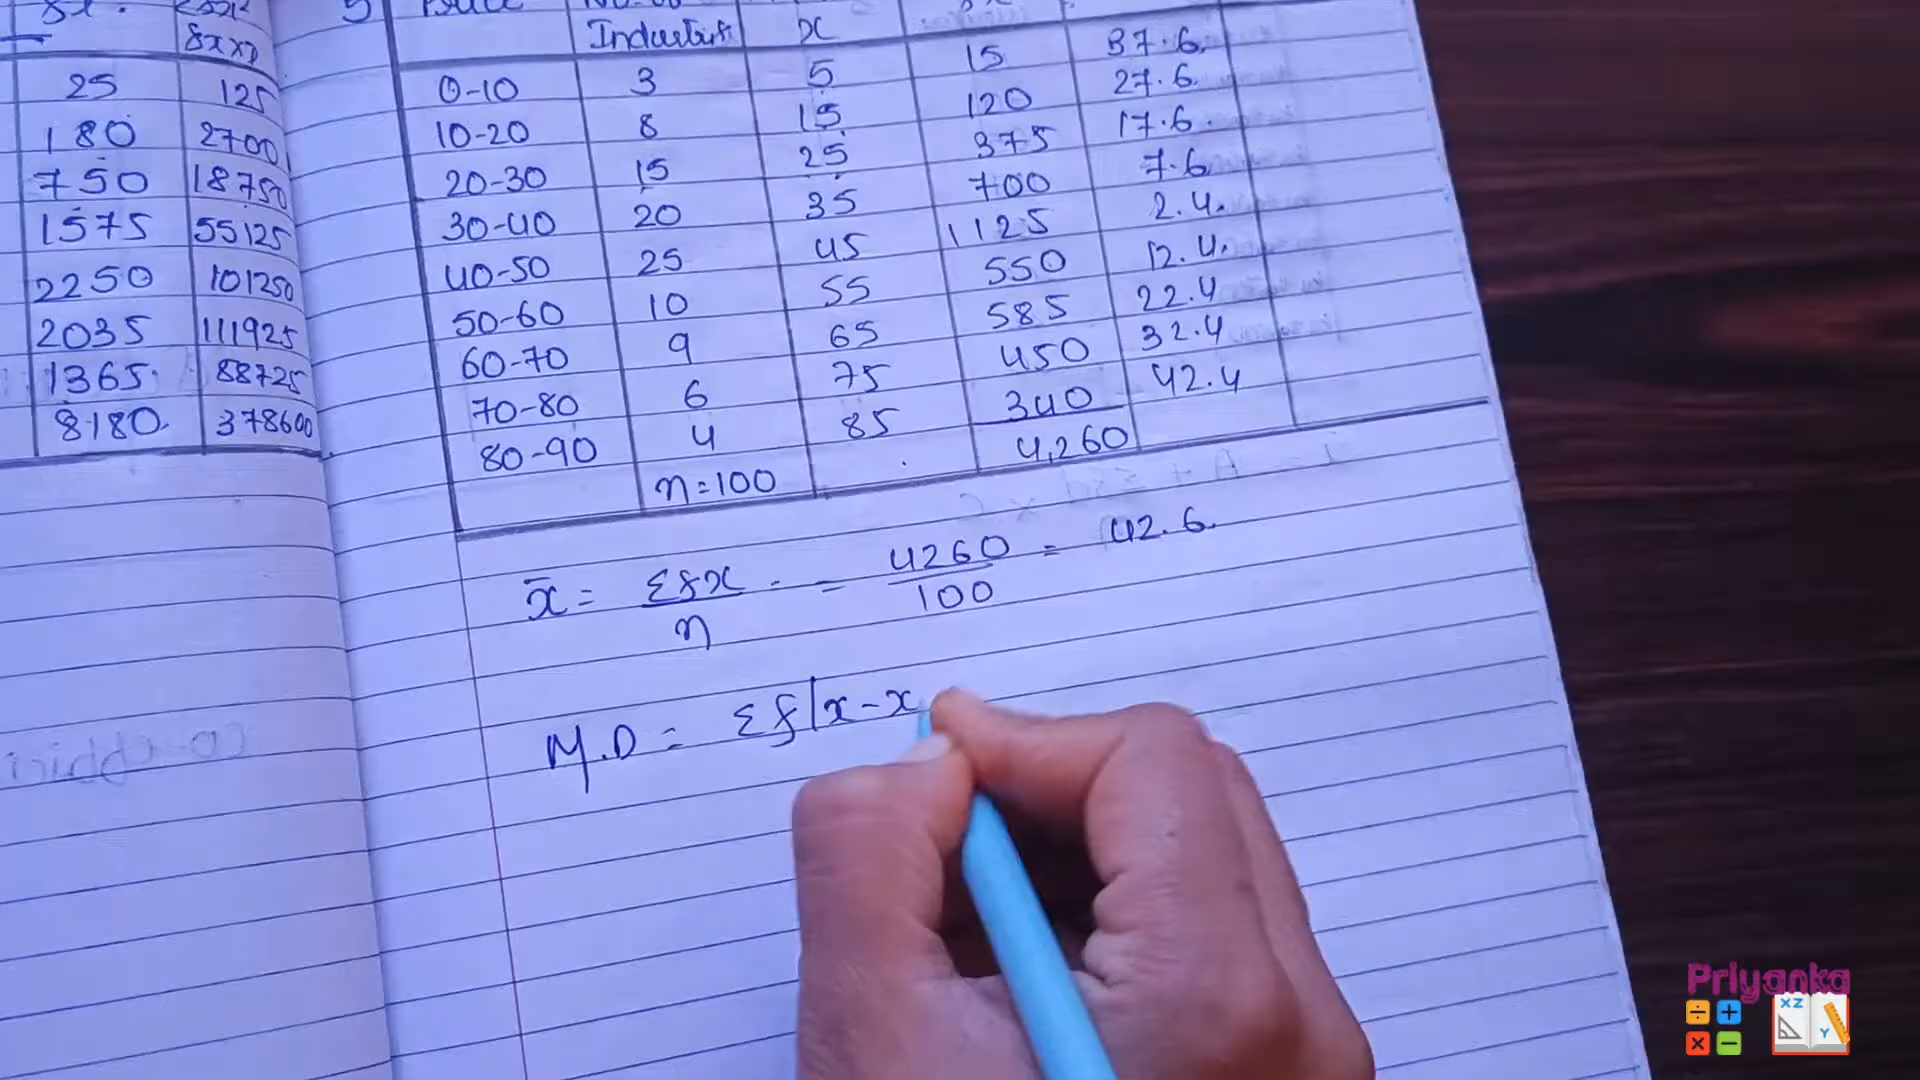 25 125
180 2700
750 18750
1575 55125
2250 101250
2035 111925
1365. 88725
8180. 378600
x
0-10 3 5 15 37.6.
10-20 8 15 120 27.6.
20-30 15 25 375 17.6.
30-40 20 35 700 7.6
40-50 25 45 1125 2.4.
50-60 10 55 550 12.4.
60-70 9 65 585 22.4
70-80 6 75 450 32.4
80-90 4 85 340 42.4
n=100 4,260
x̄ = Σfx / n = 4260 / 100 = 42.6.
M.D = Σf|x-x
Priyanka
XZ
Y